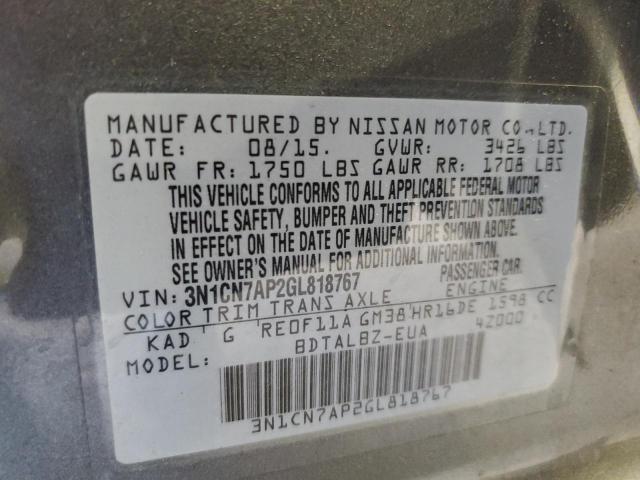 MANUFACTURED BY NISSAN MOTOR CO., LTD.
DATE: 08/15. GVWR: 3426 LBS
GAWR FR: 1750 LBS GAWR RR: 1708 LBS
THIS VEHICLE CONFORMS TO ALL APPLICABLE FEDERAL MOTOR
VEHICLE SAFETY, BUMPER AND THEFT PREVENTION STANDARDS
IN EFFECT ON THE DATE OF MANUFACTURE SHOWN ABOVE.
SEE OWNER'S MANUAL FOR ADDITIONAL INFORMATION.
VIN: 3N1CN7AP2GL818767 PASSENGER CAR.
COLOR TRIM TRANS AXLE ENGINE
KAD G RE0F11A GM38 HR16DE 1598 CC
BDTALBZ-EUA 42000
3N1CN7AP2GL818767